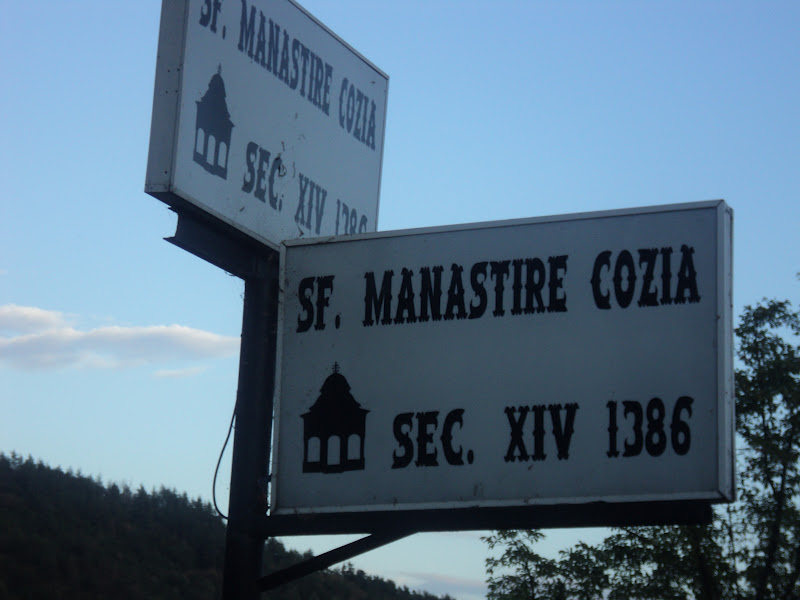 SF. MANASTIRE COZIA
SEC. XIV 1386
SF. MANASTIRE COZIA
SEC. XIV 1386